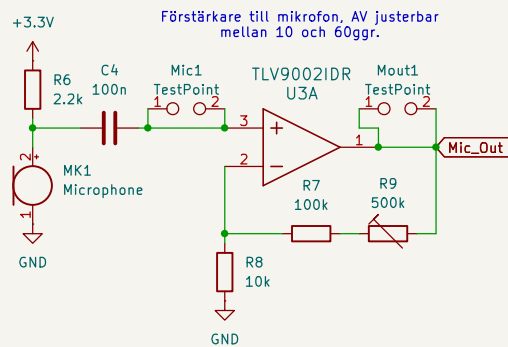 Förstärkare till mikrofon, AV justerbar
mellan 10 och 60ggr.
+3.3V
R6
2.2k
C4
100n
Mic1
TestPoint
1 2
TLV9002IDR
U3A
Mout1
TestPoint
1 2
3
+
2
−
1
Mic_Out
2
+
MK1
Microphone
1
GND
R7
100k
R9
500k
R8
10k
GND